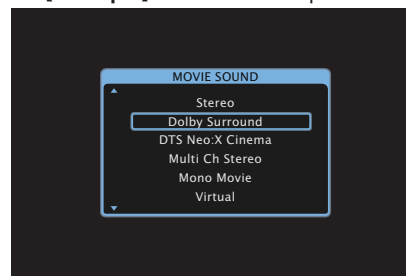 MOVIE SOUND
Stereo
Dolby Surround
DTS Neo:X Cinema
Multi Ch Stereo
Mono Movie
Virtual